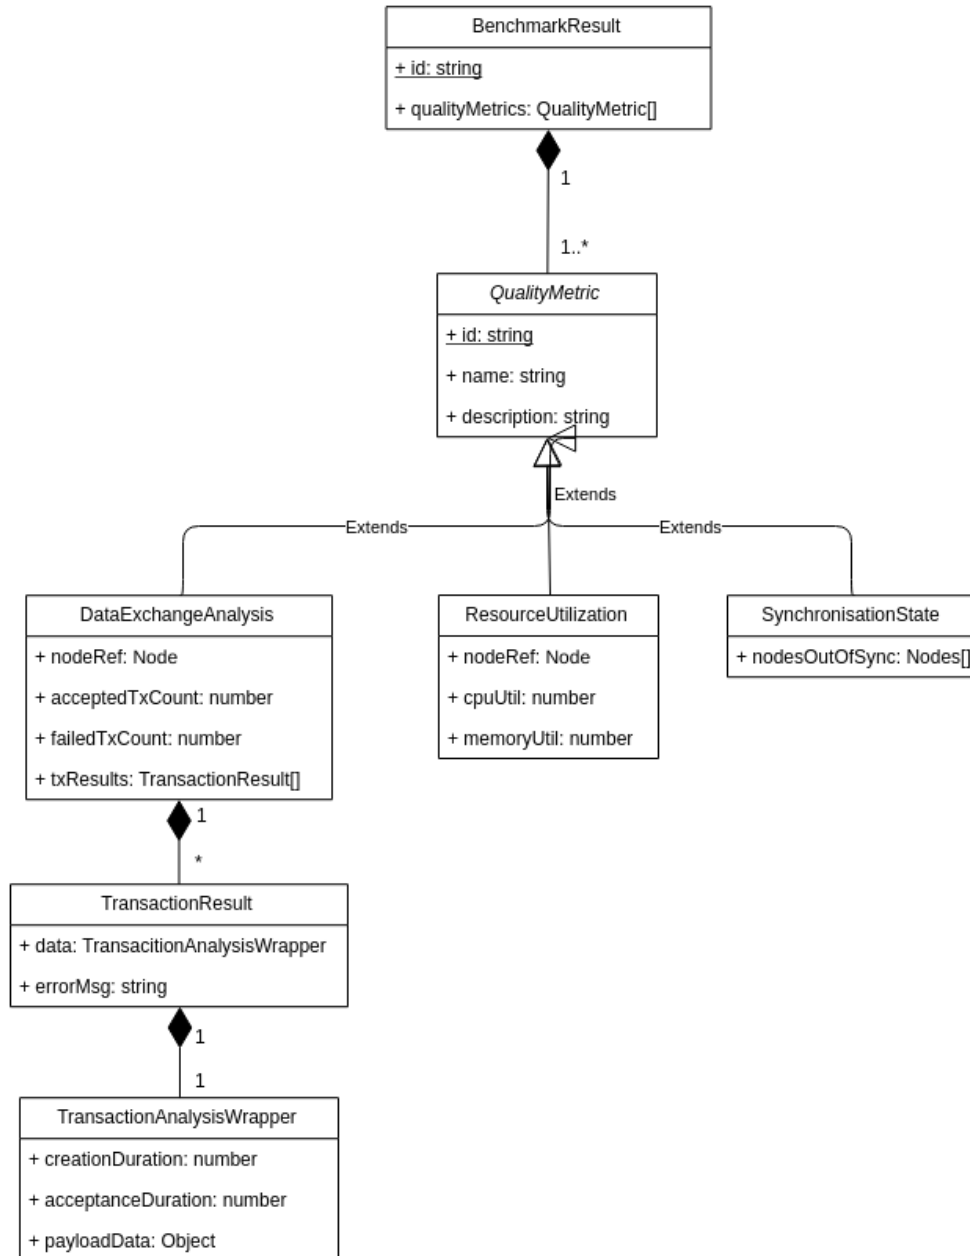 BenchmarkResult
+ id: string
+ qualityMetrics: QualityMetric[]
1
1..*
QualityMetric
+ id: string
+ name: string
+ description: string
Extends
Extends
Extends
DataExchangeAnalysis
+ nodeRef: Node
+ acceptedTxCount: number
+ failedTxCount: number
+ txResults: TransactionResult[]
ResourceUtilization
+ nodeRef: Node
+ cpuUtil: number
+ memoryUtil: number
SynchronisationState
+ nodesOutOfSync: Nodes[]
1
*
TransactionResult
+ data: TransacitionAnalysisWrapper
+ errorMsg: string
1
1
TransactionAnalysisWrapper
+ creationDuration: number
+ acceptanceDuration: number
+ payloadData: Object